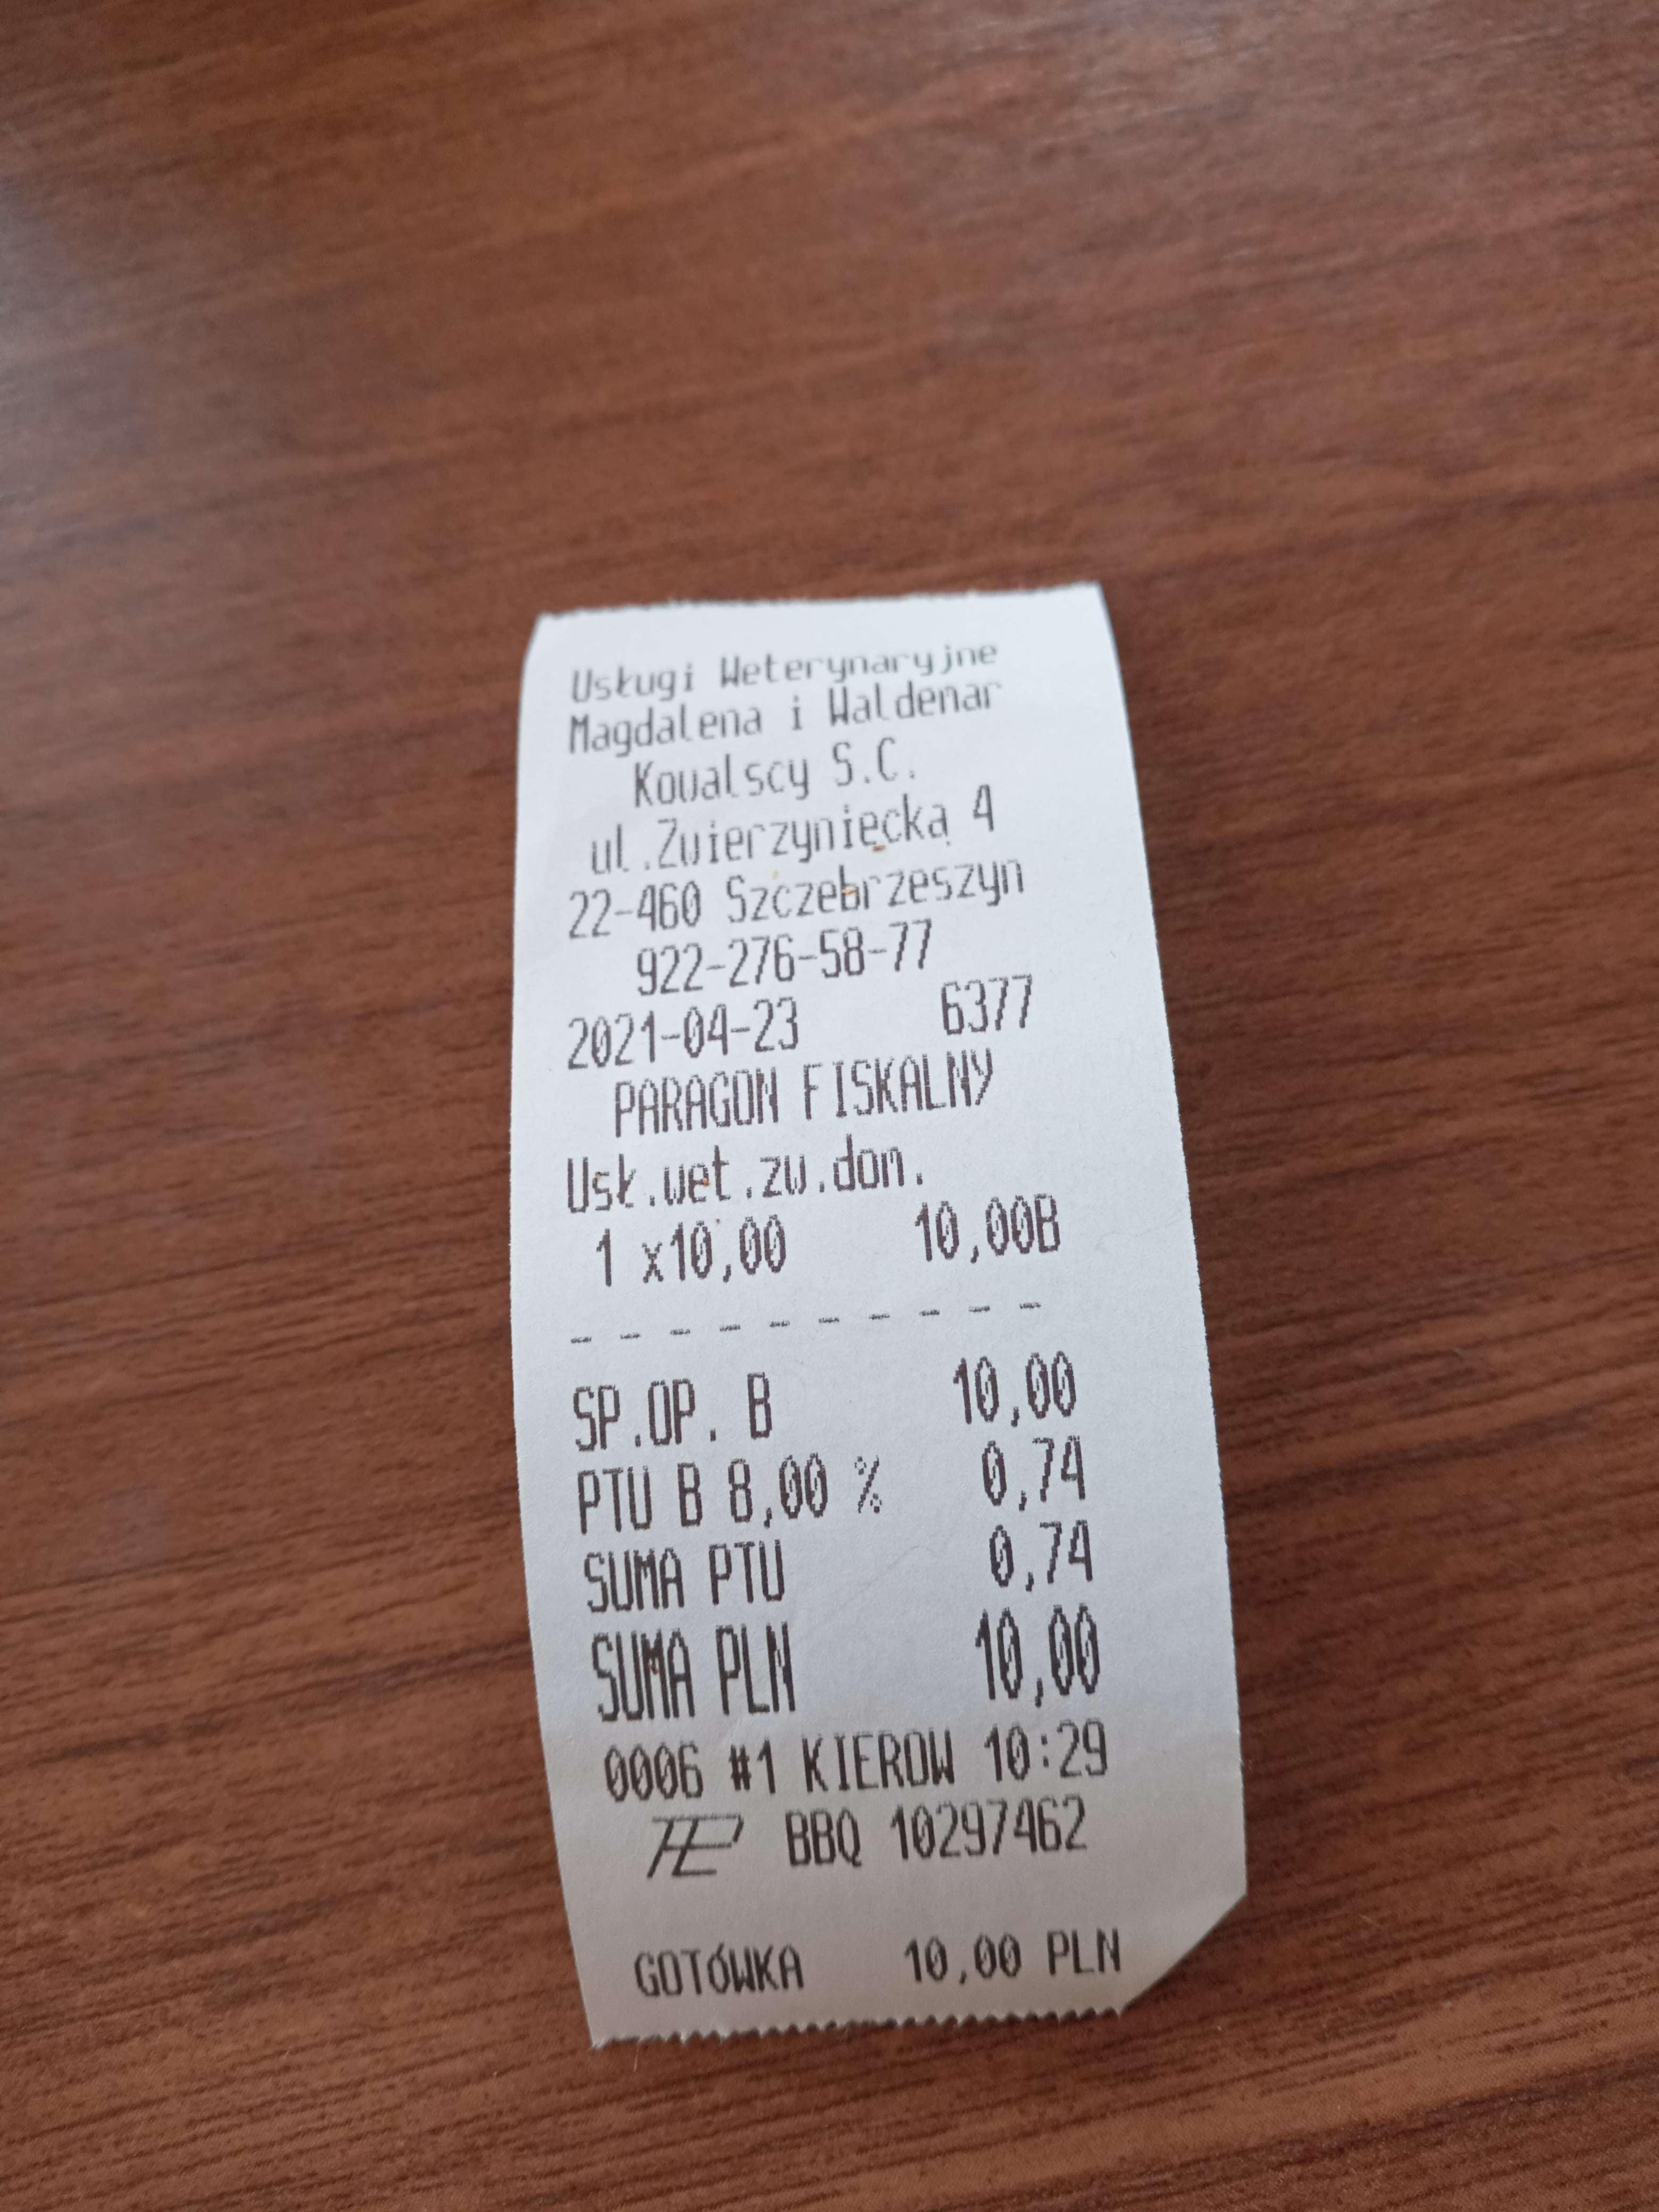 Usługi Weterynaryjne
Magdalena i Waldemar
Kowalscy S.C.
ul.Zwierzyniecka 4
22-460 Szczebrzeszyn
922-276-58-77
2021-04-23 6377
PARAGON FISKALNY
Usł.wet.zw.dom.
1 x10,00 10,00B
- - - - - - - - - -
SP.OP. B 10,00
PTU B 8,00 % 0,74
SUMA PTU 0,74
SUMA PLN 10,00
0006 #1 KIEROW 10:29
BBQ 10297462
GOTÓWKA 10,00 PLN